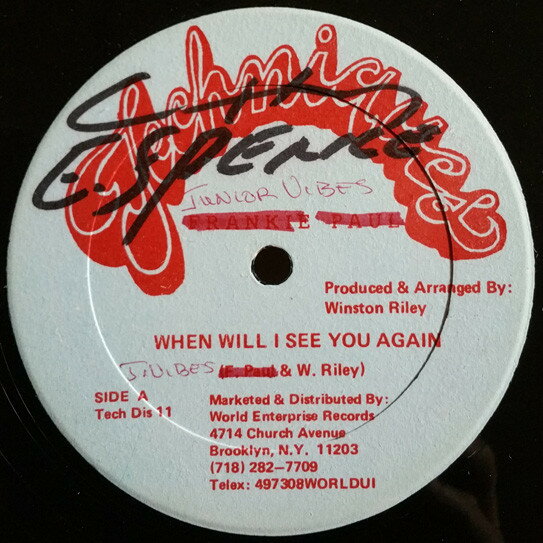 Techniques
E. SPENCE
JUNIOR VIBES
FRANKIE PAUL
Produced & Arranged By:
Winston Riley
WHEN WILL I SEE YOU AGAIN
J. VIBES (F. Paul & W. Riley)
SIDE A
Tech Dis 11
Marketed & Distributed By:
World Enterprise Records
4714 Church Avenue
Brooklyn, N.Y. 11203
(718) 282-7709
Telex: 497308WORLDUI